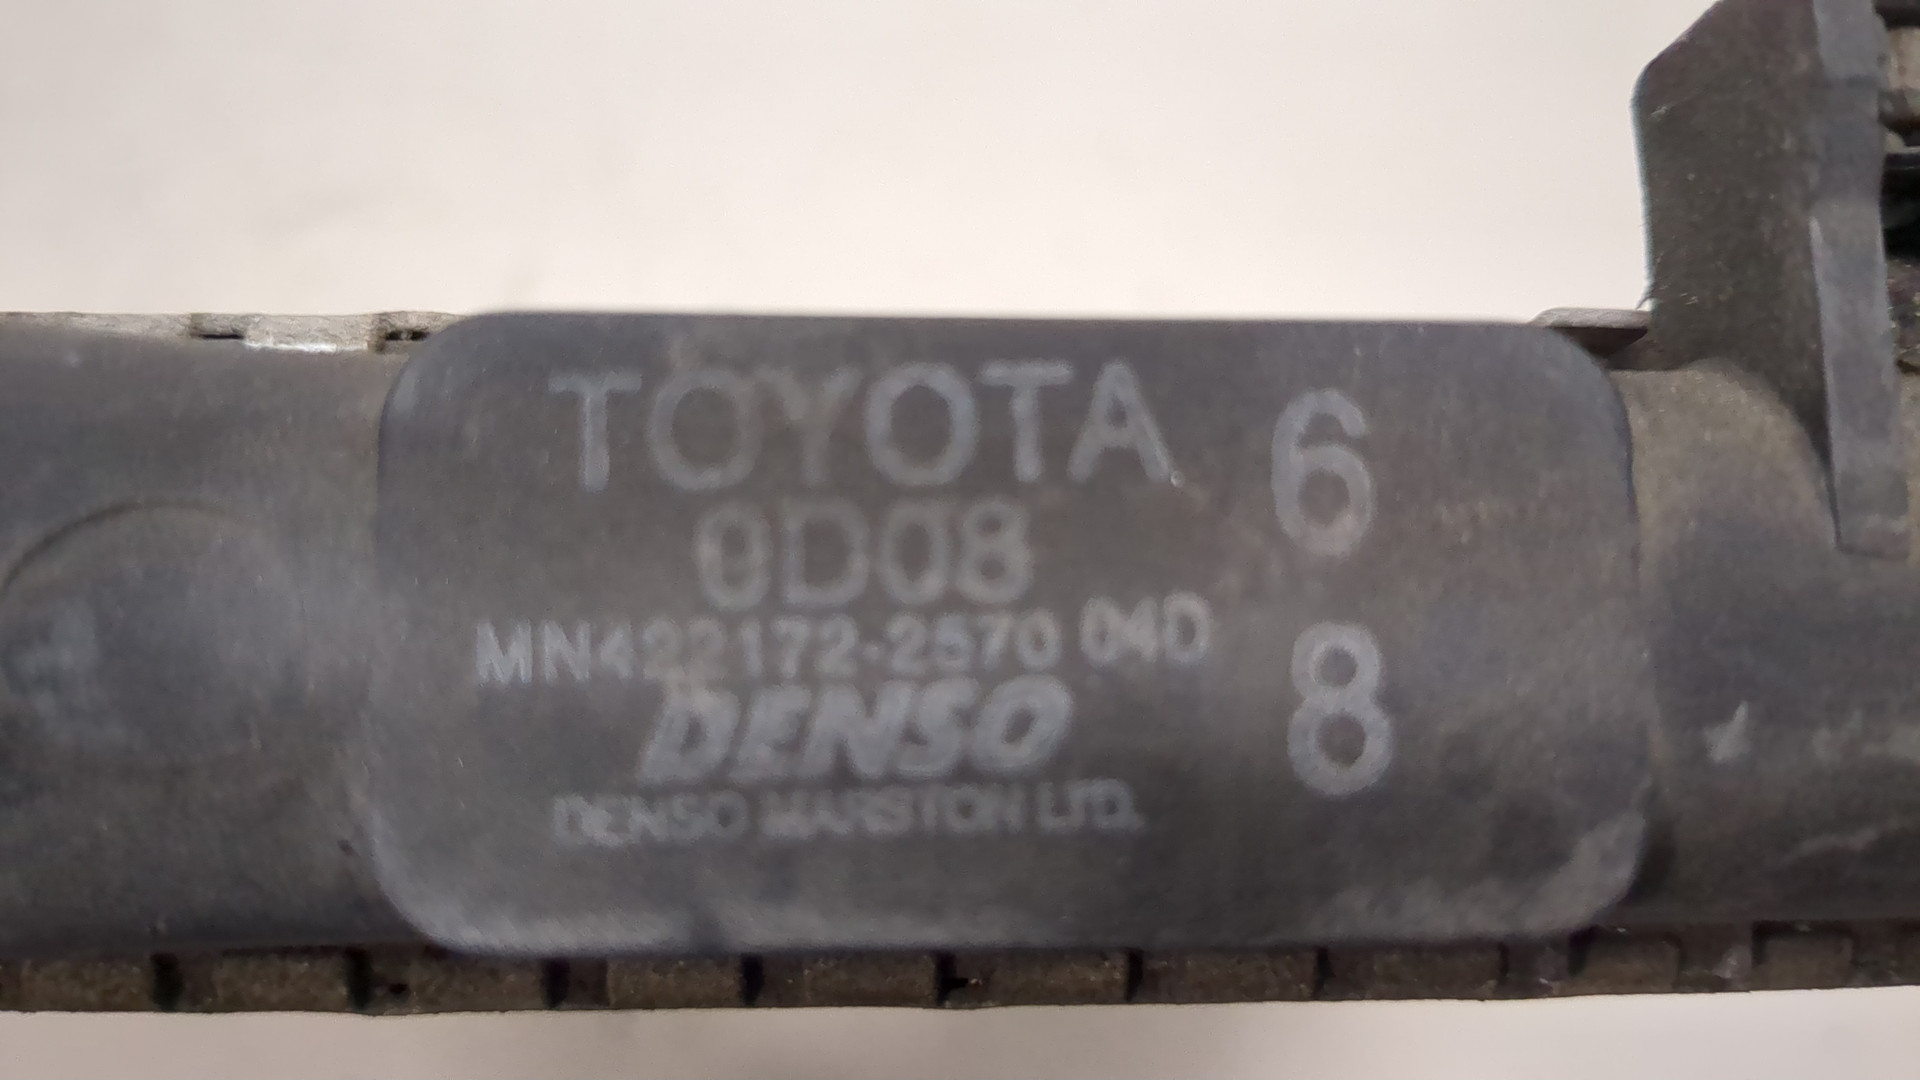 TOYOTA 6
0D08
MN422172-2570 04D
DENSO 8
DENSO MARSTON LTD.